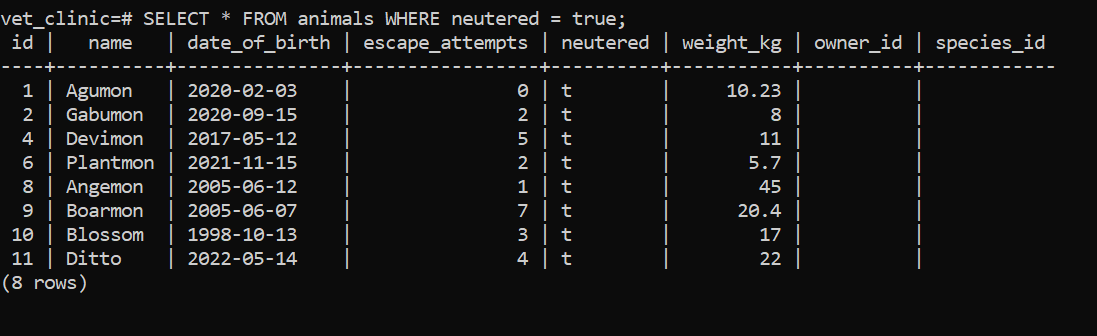 vet_clinic=# SELECT * FROM animals WHERE neutered = true;
 id |   name   | date_of_birth | escape_attempts | neutered | weight_kg | owner_id | species_id
----+----------+---------------+-----------------+----------+-----------+----------+------------
  1 | Agumon   | 2020-02-03    |               0 | t        |     10.23 |          |
  2 | Gabumon  | 2020-09-15    |               2 | t        |         8 |          |
  4 | Devimon  | 2017-05-12    |               5 | t        |        11 |          |
  6 | Plantmon | 2021-11-15    |               2 | t        |       5.7 |          |
  8 | Angemon  | 2005-06-12    |               1 | t        |        45 |          |
  9 | Boarmon  | 2005-06-07    |               7 | t        |      20.4 |          |
 10 | Blossom  | 1998-10-13    |               3 | t        |        17 |          |
 11 | Ditto    | 2022-05-14    |               4 | t        |        22 |          |
(8 rows)